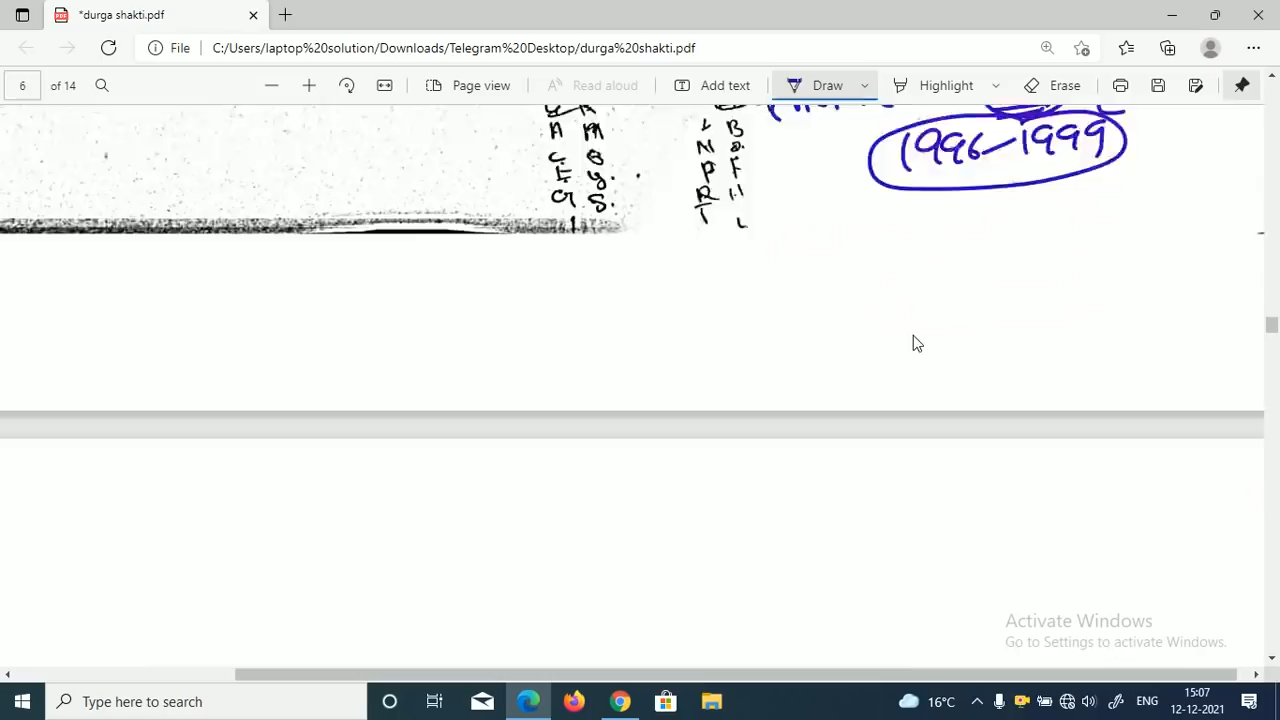 *durga shakti.pdf
File C:/Users/laptop%20solution/Downloads/Telegram%20Desktop/durga%20shakti.pdf
6 of 14 Page view Read aloud Add text Draw Highlight Erase
A M L B
C O N D
E Q P F
G S R H
T
1996-1999
Activate Windows
Go to Settings to activate Windows.
Type here to search
16°C ENG 15:07
12-12-2021